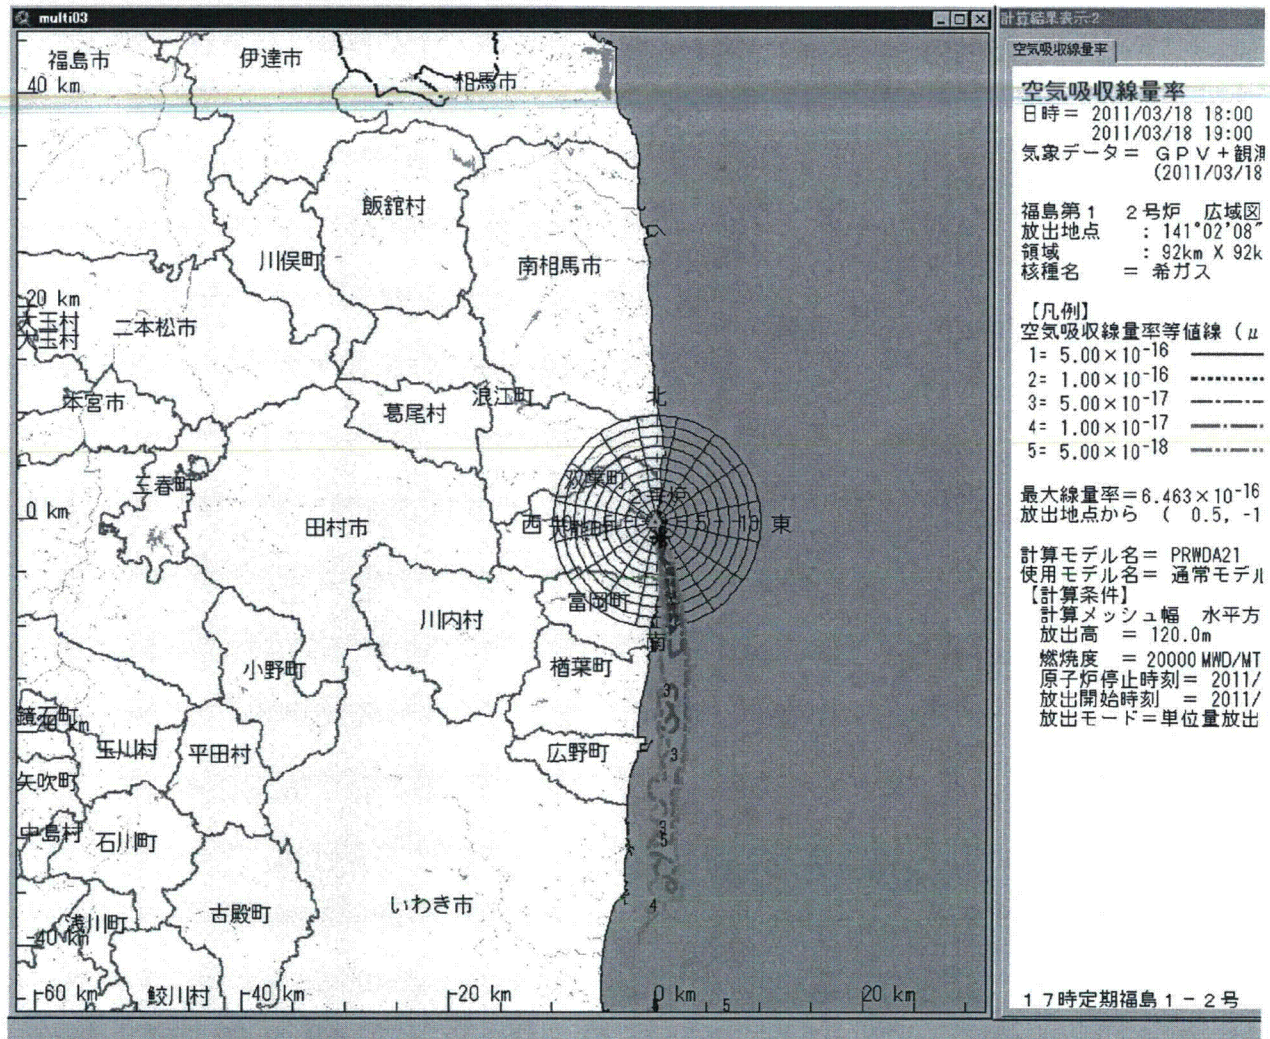 multi03
福島市
伊達市
相馬市
40 km
飯舘村
川俣町
南相馬市
20 km
大玉村
二本松市
本宮市
浪江町
北
葛尾村
三春町
双葉町
0 km
田村市
西
東
富岡町
川内村
南
小野町
楢葉町
鏡石町
玉川村
平田村
広野町
矢吹町
中島村
石川町
浅川町
古殿町
いわき市
-40 km
鮫川村
-60 km
-40 km
-20 km
0 km
20 km
3
3
5
4
5
計算結果表示-2
空気吸収線量率
空気吸収線量率
日時= 2011/03/18 18:00
2011/03/18 19:00
気象データ= GPV+観測
(2011/03/18
福島第1 2号炉 広域図
放出地点 : 141°02'08"
領域 : 92km X 92k
核種名 = 希ガス
【凡例】
空気吸収線量率等値線(μ
1= 5.00×10⁻¹⁶
2= 1.00×10⁻¹⁶
3= 5.00×10⁻¹⁷
4= 1.00×10⁻¹⁷
5= 5.00×10⁻¹⁸
最大線量率=6.463×10⁻¹⁶
放出地点から ( 0.5, -1
計算モデル名= PRWDA21
使用モデル名= 通常モデル
【計算条件】
計算メッシュ幅 水平方
放出高 = 120.0m
燃焼度 = 20000MWD/MT
原子炉停止時刻= 2011/
放出開始時刻 = 2011/
放出モード=単位量放出
17時定期福島1-2号